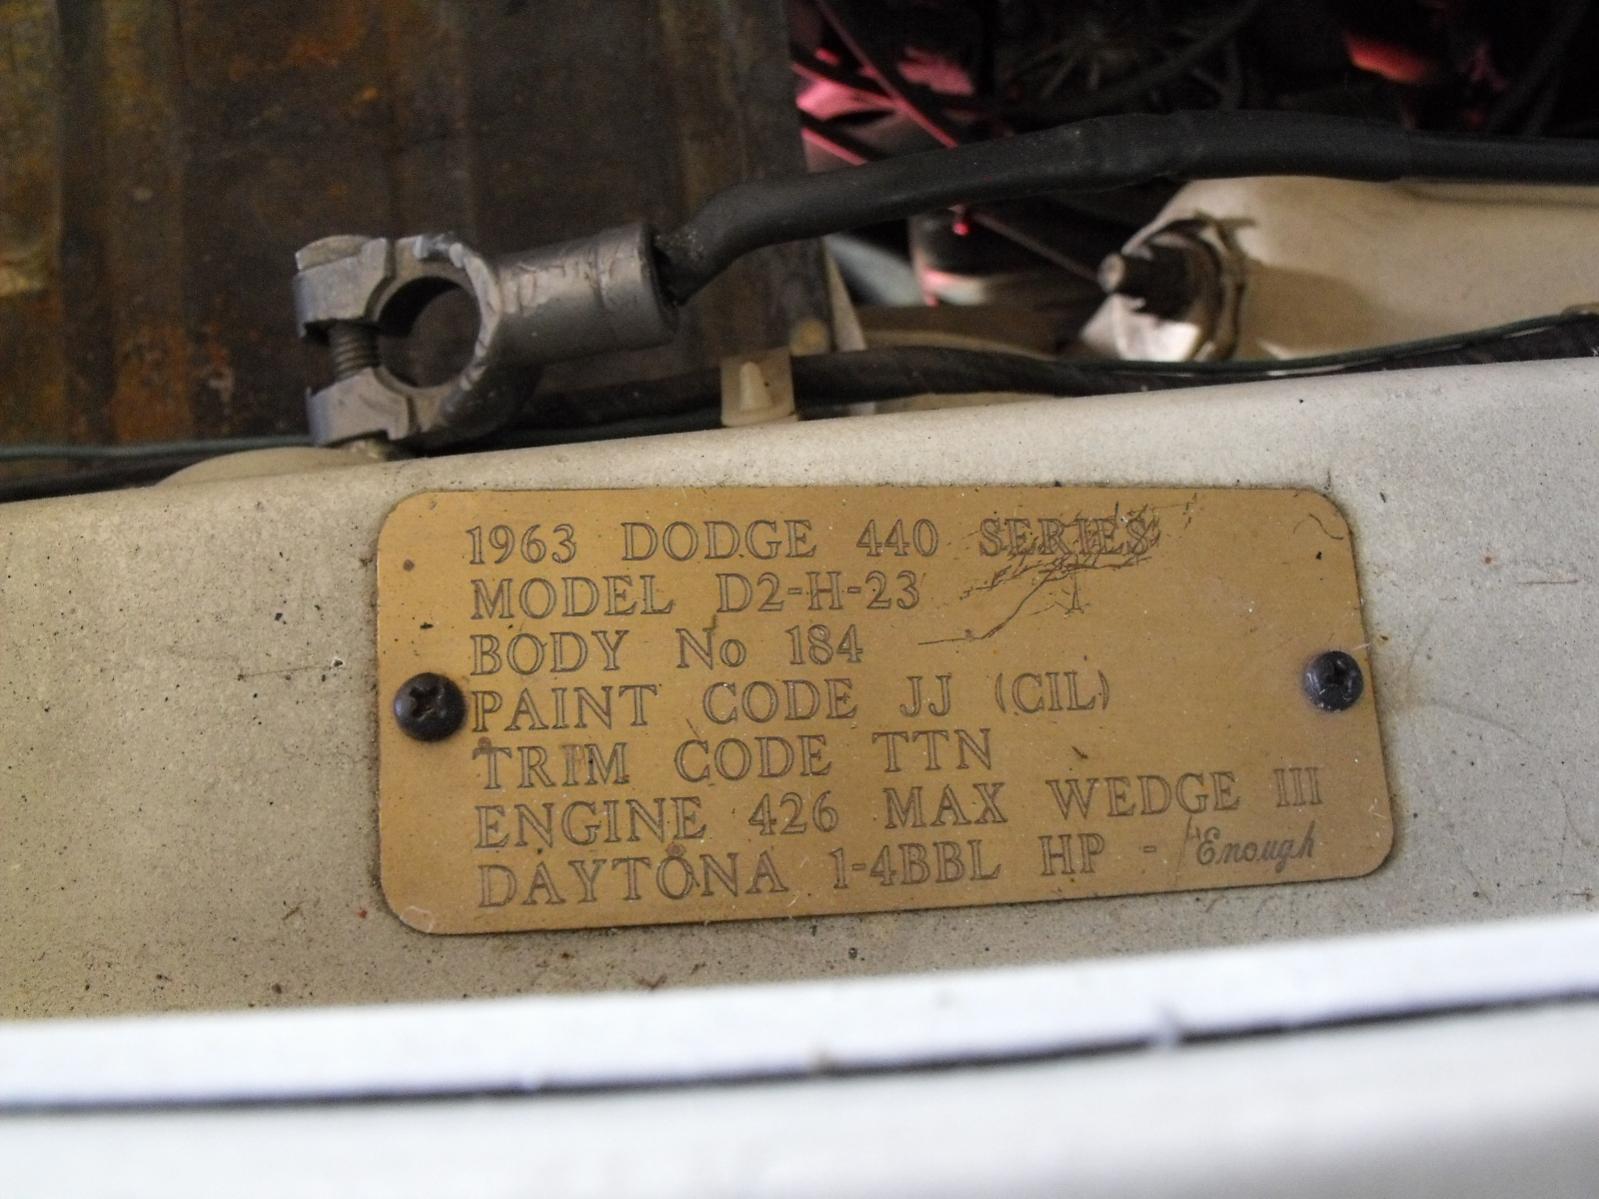 1963 DODGE 440 SERIES
MODEL D2-H-23
BODY No 184
PAINT CODE JJ (CIL)
TRIM CODE TTN
ENGINE 426 MAX WEDGE III
DAYTONA 1-4BBL HP - Enough